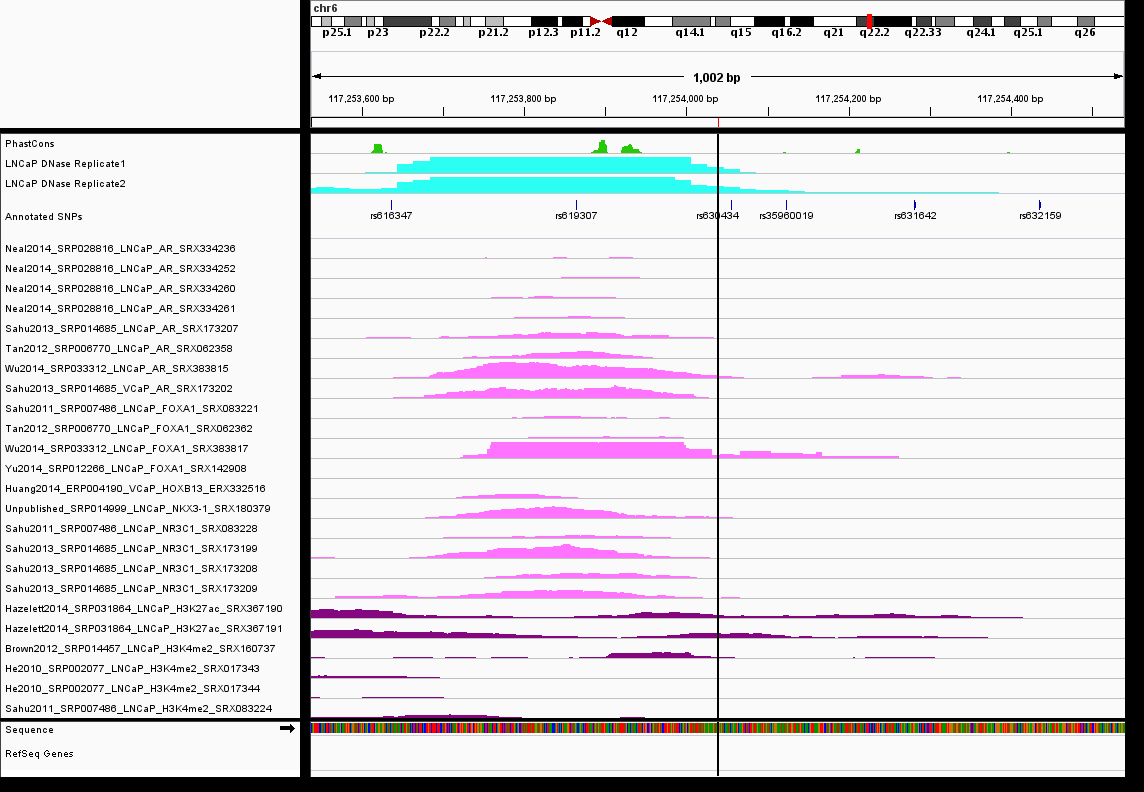 chr6
p25.1 p23 p22.2 p21.2 p12.3 p11.2 q12 q14.1 q15 q16.2 q21 q22.2 q22.33 q24.1 q25.1 q26
1,002 bp
117,253,600 bp 117,253,800 bp 117,254,000 bp 117,254,200 bp 117,254,400 bp
PhastCons
LNCaP DNase Replicate1
LNCaP DNase Replicate2
Annotated SNPs rs616347 rs619307 rs630434 rs35960019 rs631642 rs632159
Neal2014_SRP028816_LNCaP_AR_SRX334236
Neal2014_SRP028816_LNCaP_AR_SRX334252
Neal2014_SRP028816_LNCaP_AR_SRX334260
Neal2014_SRP028816_LNCaP_AR_SRX334261
Sahu2013_SRP014685_LNCaP_AR_SRX173207
Tan2012_SRP006770_LNCaP_AR_SRX062358
Wu2014_SRP033312_LNCaP_AR_SRX383815
Sahu2013_SRP014685_VCaP_AR_SRX173202
Sahu2011_SRP007486_LNCaP_FOXA1_SRX083221
Tan2012_SRP006770_LNCaP_FOXA1_SRX062362
Wu2014_SRP033312_LNCaP_FOXA1_SRX383817
Yu2014_SRP012266_LNCaP_FOXA1_SRX142908
Huang2014_ERP004190_VCaP_HOXB13_ERX332516
Unpublished_SRP014999_LNCaP_NKX3-1_SRX180379
Sahu2011_SRP007486_LNCaP_NR3C1_SRX083228
Sahu2013_SRP014685_LNCaP_NR3C1_SRX173199
Sahu2013_SRP014685_LNCaP_NR3C1_SRX173208
Sahu2013_SRP014685_LNCaP_NR3C1_SRX173209
Hazelett2014_SRP031864_LNCaP_H3K27ac_SRX367190
Hazelett2014_SRP031864_LNCaP_H3K27ac_SRX367191
Brown2012_SRP014457_LNCaP_H3K4me2_SRX160737
He2010_SRP002077_LNCaP_H3K4me2_SRX017343
He2010_SRP002077_LNCaP_H3K4me2_SRX017344
Sahu2011_SRP007486_LNCaP_H3K4me2_SRX083224
Sequence
RefSeq Genes